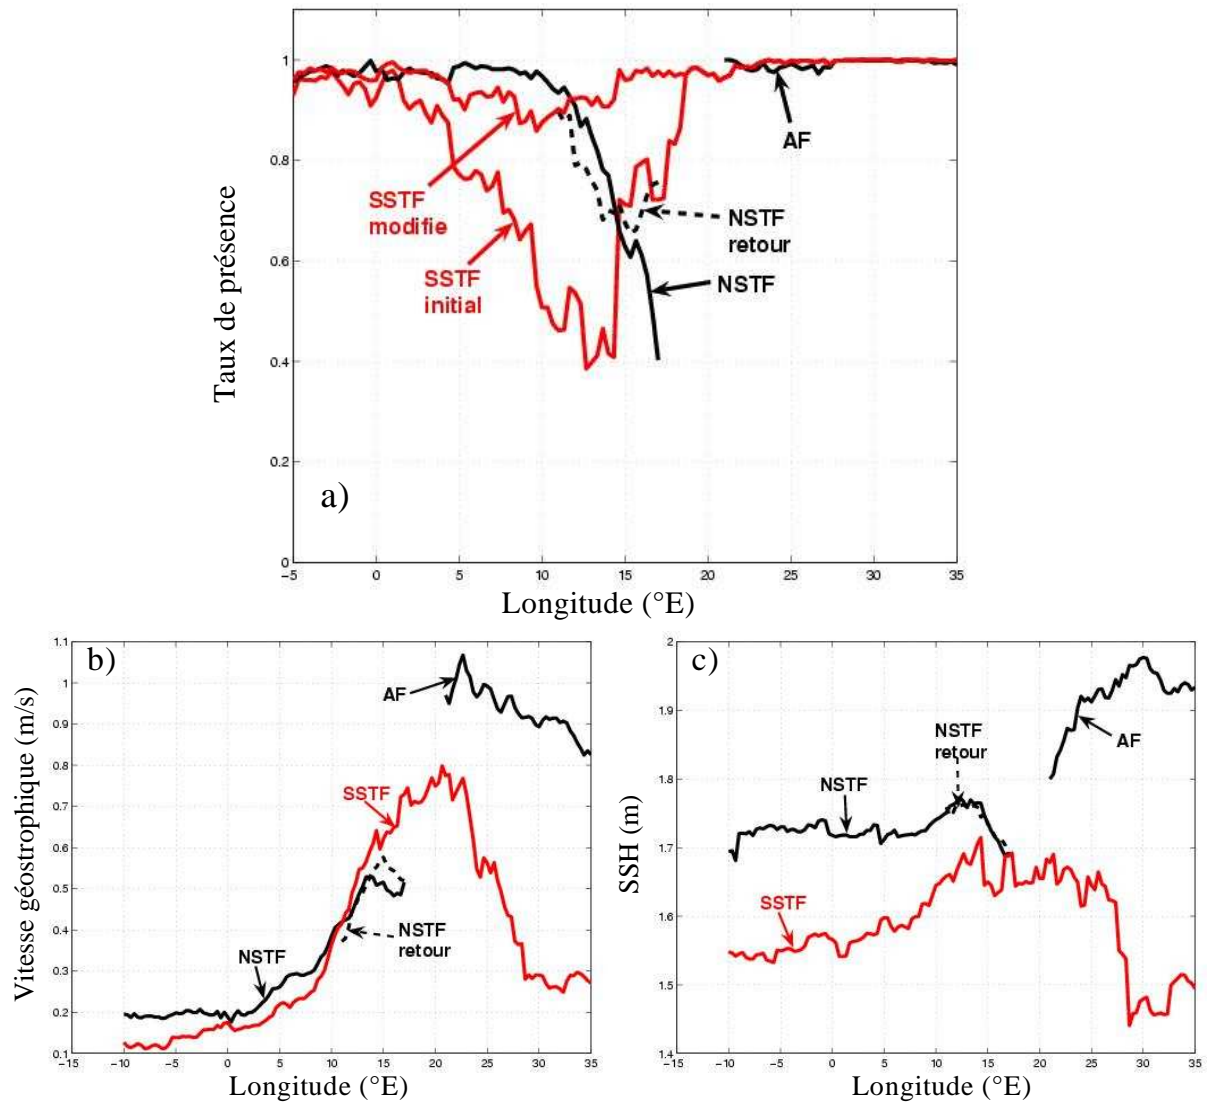 1
0.8
0.6
0.4
0.2
0
Taux de présence
AF
SSTF
modifie
NSTF
retour
SSTF
initial
NSTF
a)
-5
0
5
10
15
20
25
30
35
Longitude (°E)
b)
1.1
1
0.9
0.8
0.7
0.6
0.5
0.4
0.3
0.2
0.1
Vitesse géostrophique (m/s)
AF
SSTF
NSTF
NSTF
retour
-15
-10
-5
0
5
10
15
20
25
30
35
Longitude (°E)
c)
2
1.9
1.8
1.7
1.6
1.5
1.4
SSH (m)
NSTF
retour
AF
NSTF
SSTF
-15
-10
-5
0
5
10
15
20
25
30
35
Longitude (°E)